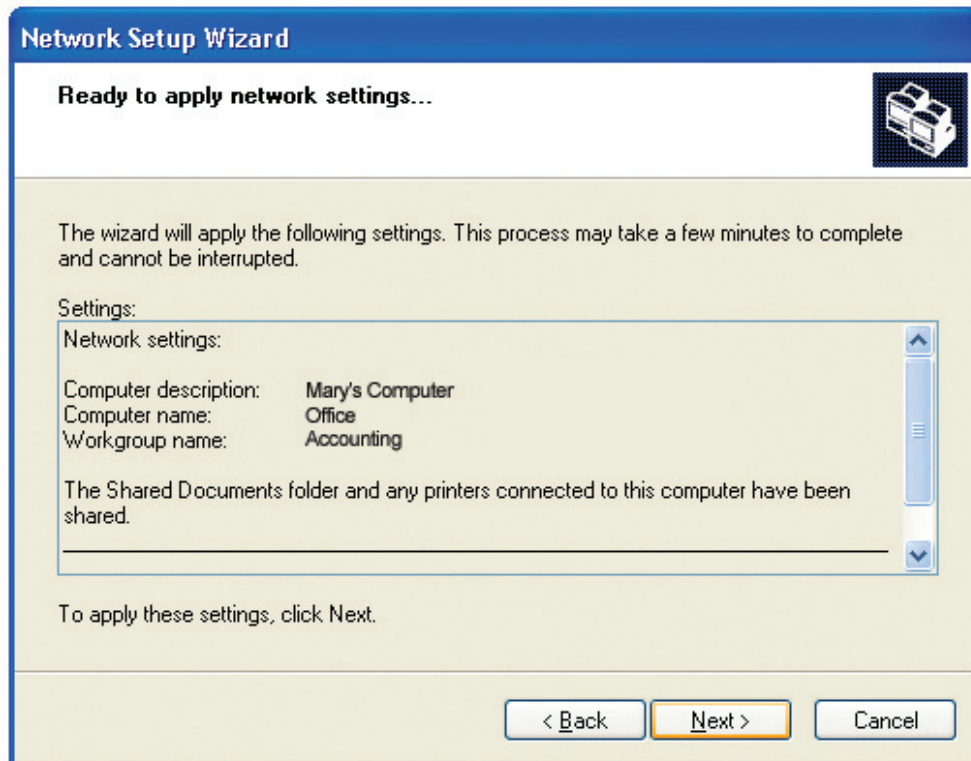 Network Setup Wizard
Ready to apply network settings...
The wizard will apply the following settings. This process may take a few minutes to complete
and cannot be interrupted.
Settings:
Network settings:
Computer description: Mary's Computer
Computer name: Office
Workgroup name: Accounting
The Shared Documents folder and any printers connected to this computer have been
shared.
To apply these settings, click Next.
< Back Next > Cancel